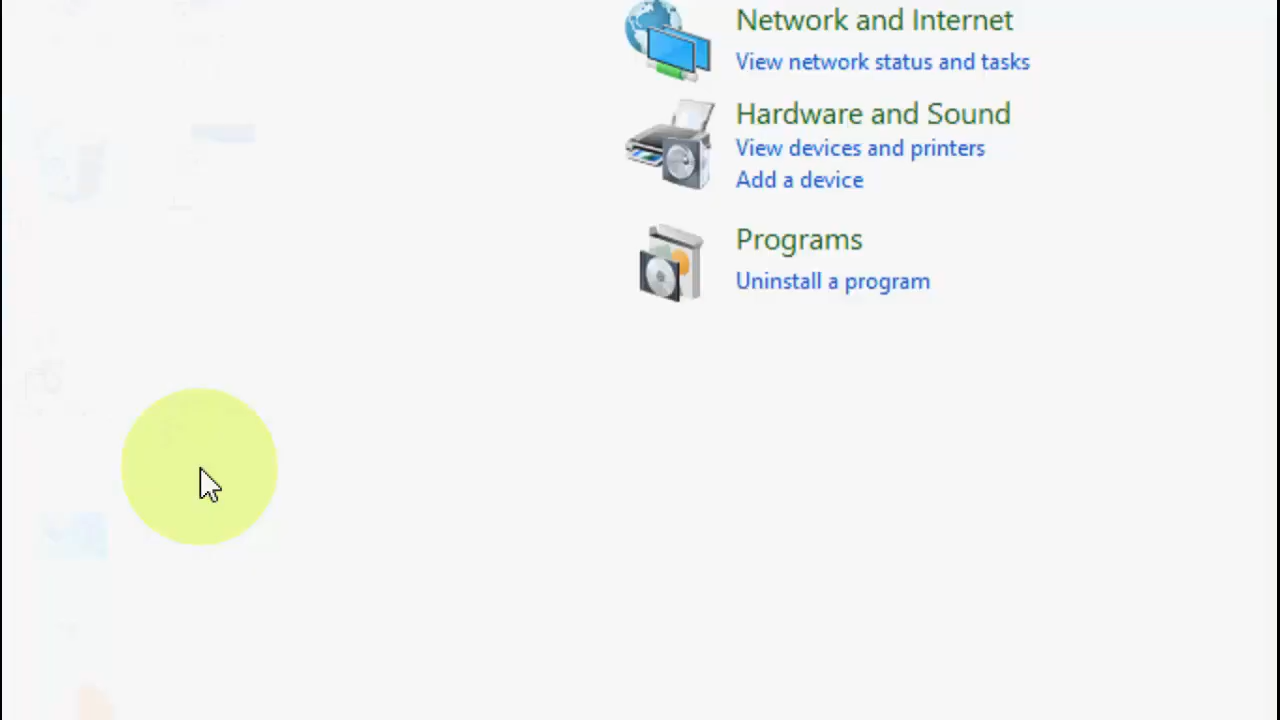 Network and Internet
View network status and tasks
Hardware and Sound
View devices and printers
Add a device
Programs
Uninstall a program